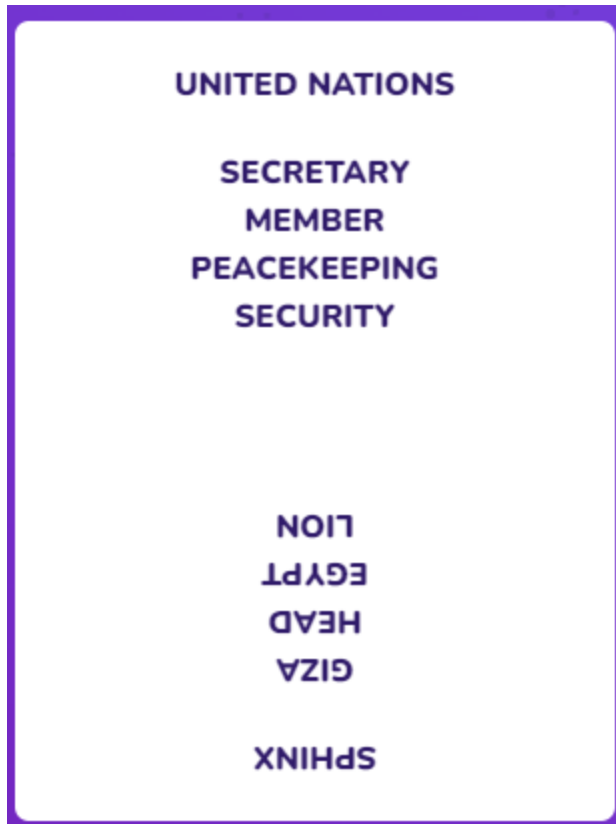 UNITED NATIONS
SECRETARY
MEMBER
PEACEKEEPING
SECURITY
SPHINX
GIZA
HEAD
EGYPT
LION